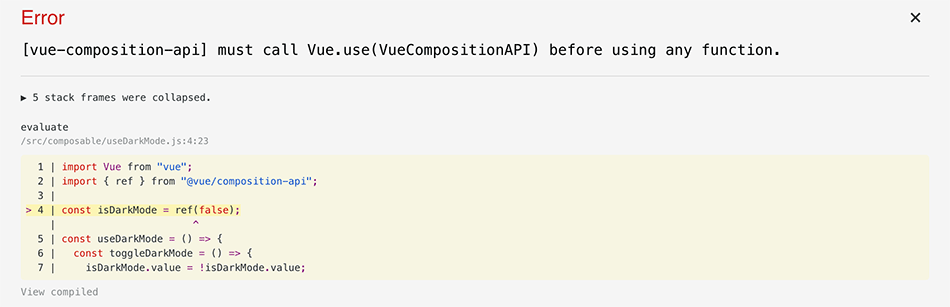 Error
[vue-composition-api] must call Vue.use(VueCompositionAPI) before using any function.
▶ 5 stack frames were collapsed.
evaluate
/src/composable/useDarkMode.js:4:23
1 | import Vue from "vue";
2 | import { ref } from "@vue/composition-api";
3 |
> 4 | const isDarkMode = ref(false);
| ^
5 | const useDarkMode = () => {
6 |   const toggleDarkMode = () => {
7 |     isDarkMode.value = !isDarkMode.value;
View compiled